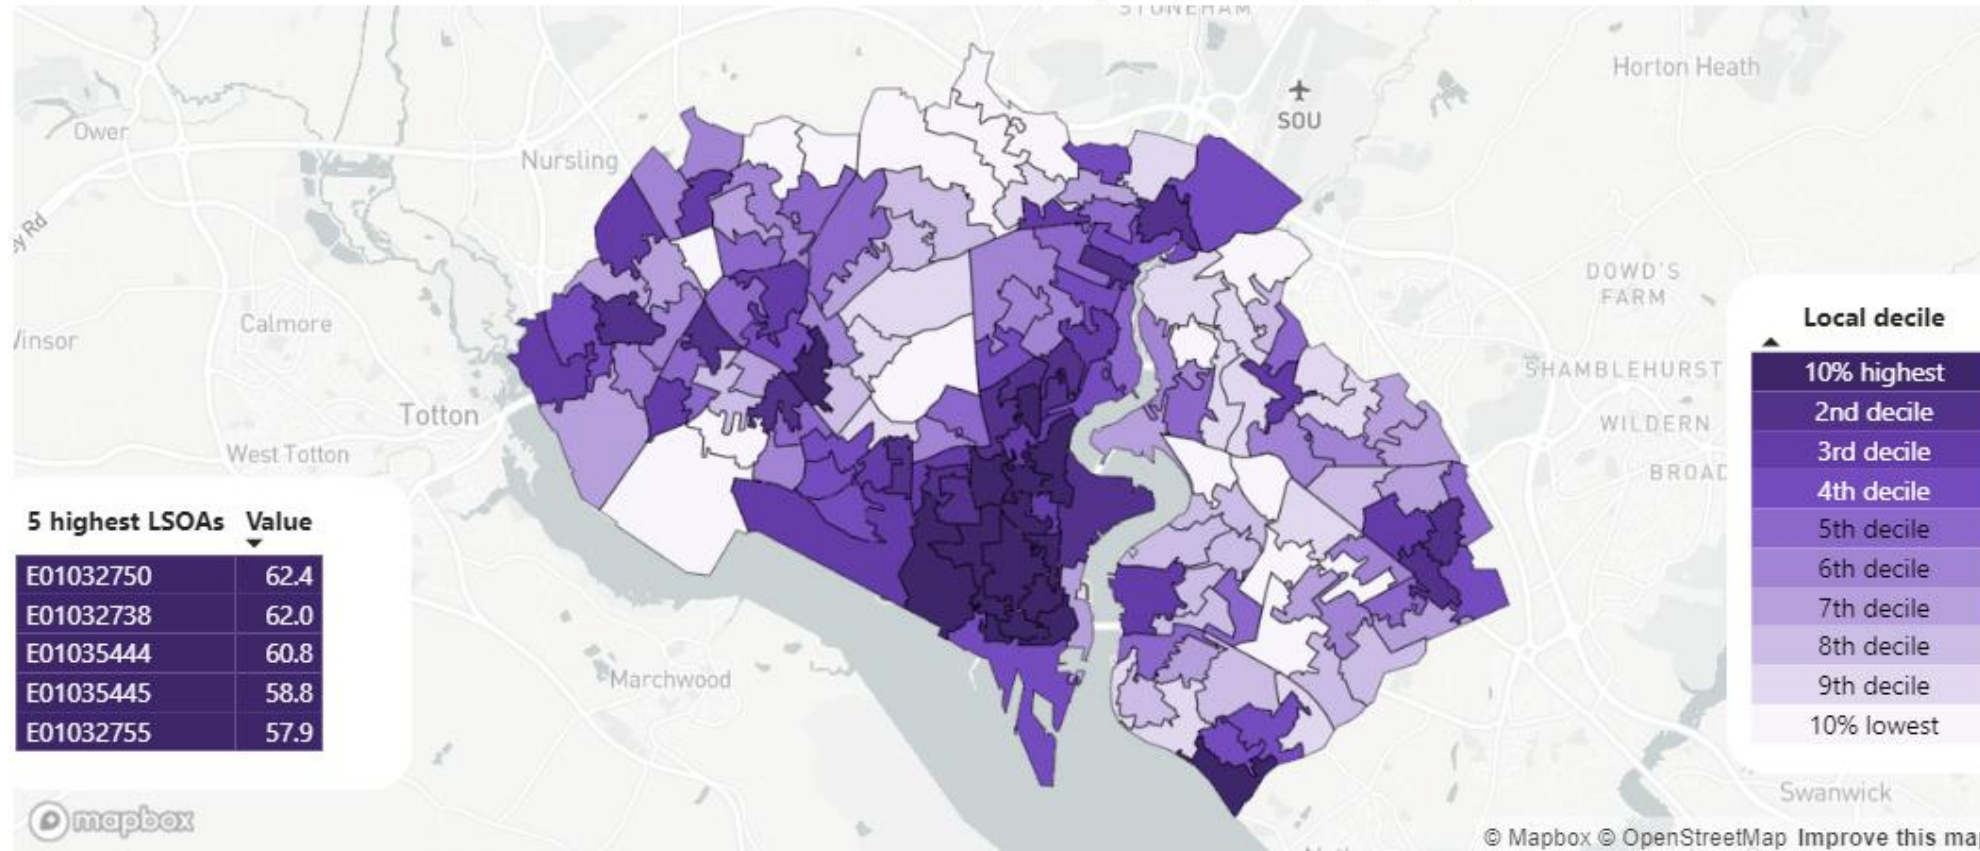 STONEHAM
Horton Heath
SOU
Ower
Nursling
DOWD'S
FARM
Calmore
SHAMBLEHURST
Totton
WILDERN
West Totton
BROAD
Local decile
10% highest
2nd decile
3rd decile
4th decile
5th decile
6th decile
7th decile
8th decile
9th decile
10% lowest
5 highest LSOAs Value
E01032750 62.4
E01032738 62.0
E01035444 60.8
E01035445 58.8
E01032755 57.9
Marchwood
Swanwick
mapbox
© Mapbox © OpenStreetMap Improve this map